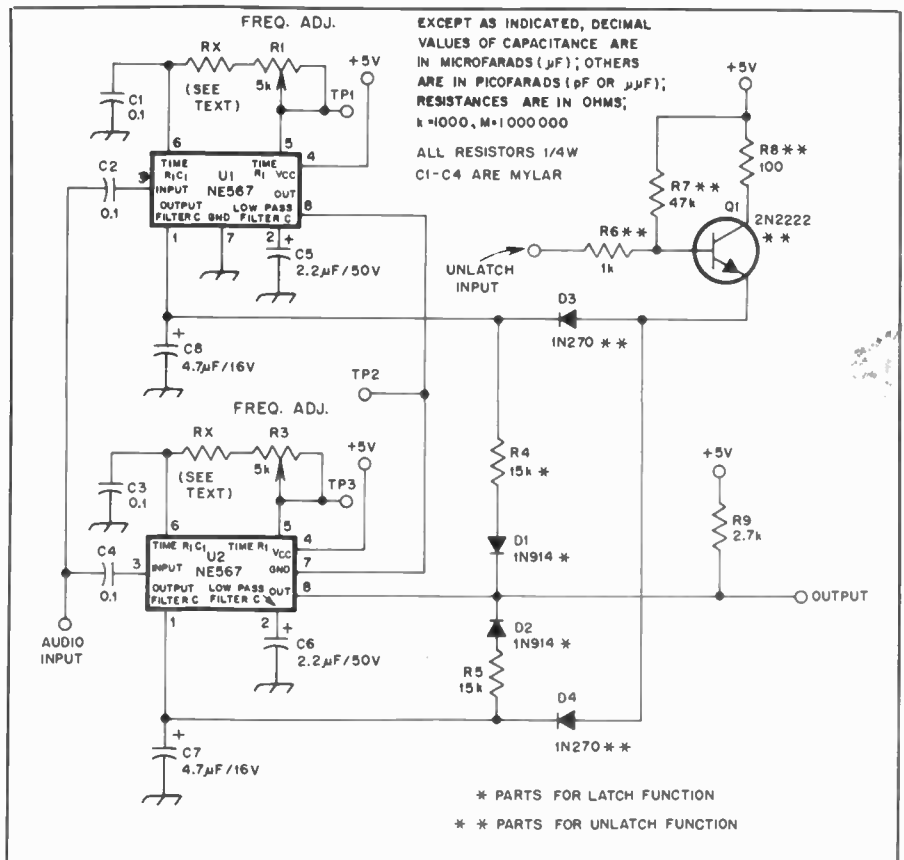 FREQ. ADJ.
EXCEPT AS INDICATED, DECIMAL
VALUES OF CAPACITANCE ARE
IN MICROFARADS (μF); OTHERS
ARE IN PICOFARADS (pF OR μμF);
RESISTANCES ARE IN OHMS;
k=1000, M=1000000
ALL RESISTORS 1/4W
C1-C4 ARE MYLAR
RX
(SEE
TEXT)
R1
5k
TP1
+5V
C1
0.1
6
5
4
C2
0.1
3
TIME
R1C1
INPUT
OUTPUT
FILTER C
U1
NE567
GND
TIME
R1
VCC
OUT
LOW PASS
FILTER C
8
1
7
2
+
C5
2.2μF/50V
+5V
R8**
100
R7**
47k
Q1
2N2222
**
R6**
1k
UNLATCH
INPUT
D3
1N270 **
+
C8
4.7μF/16V
TP2
FREQ. ADJ.
RX
(SEE
TEXT)
R3
5k
TP3
+5V
C3
0.1
6
5
4
7
8
C4
0.1
3
TIME R1C1
TIME R1
VCC
GND
INPUT
U2
NE567
OUTPUT
FILTER C
LOW PASS
FILTER C
OUT
1
2
+
C6
2.2μF/50V
AUDIO
INPUT
R4
15k *
D1
1N914 *
+5V
R9
2.7k
OUTPUT
D2
1N914 *
R5
15k
D4
1N270 **
+
C7
4.7μF/16V
* PARTS FOR LATCH FUNCTION
* * PARTS FOR UNLATCH FUNCTION